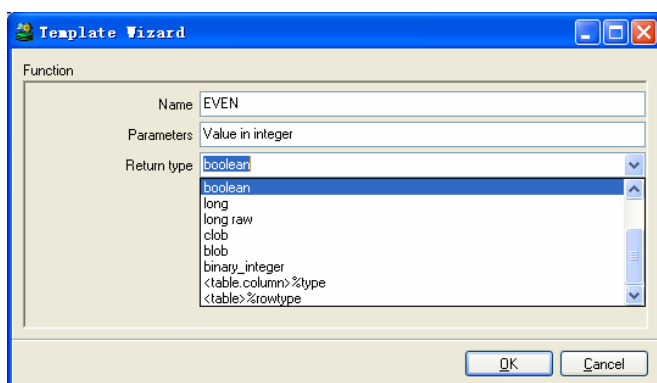 Template Wizard
Function
Name EVEN
Parameters Value in integer
Return type boolean
boolean
long
long raw
clob
blob
binary_integer
<table.column>%type
<table>%rowtype
OK Cancel